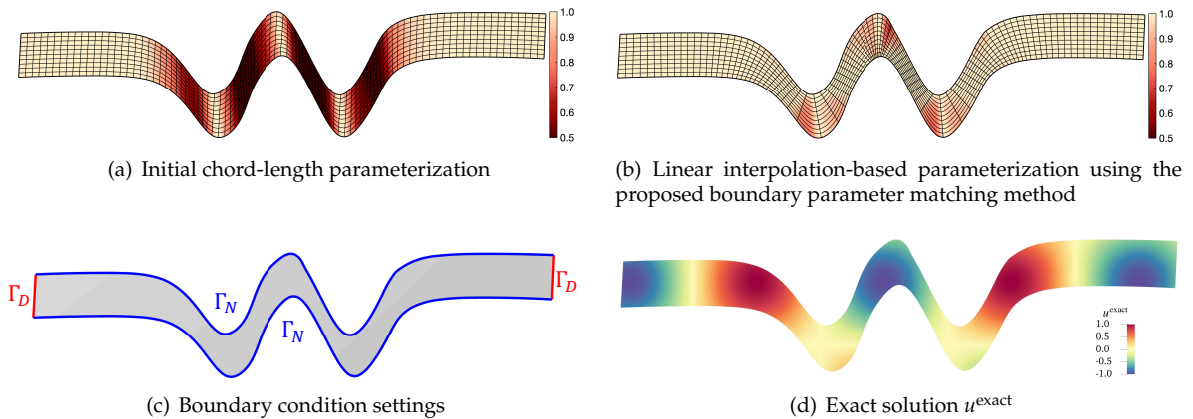 1.0
0.9
0.8
0.7
0.6
0.5
1.0
0.9
0.8
0.7
0.6
0.5
(a) Initial chord-length parameterization
(b) Linear interpolation-based parameterization using the
proposed boundary parameter matching method
Γ_D
Γ_N
Γ_N
Γ_D
u^exact
1.0
0.5
0.0
-0.5
-1.0
(c) Boundary condition settings
(d) Exact solution u^exact